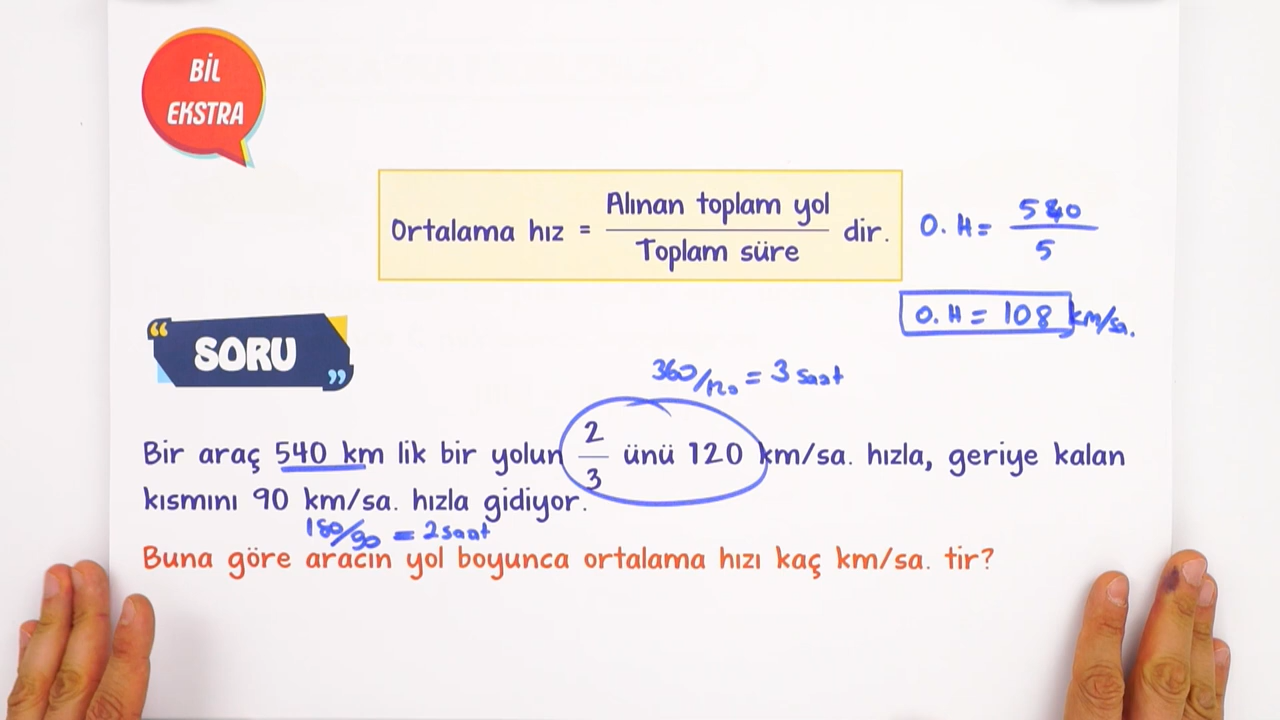 BİL
EKSTRA
Ortalama hız = Alınan toplam yol / Toplam süre dir.
O. H = 540 / 5
O. H = 108 km/sa.
“ SORU ”
360/120 = 3 saat
Bir araç 540 km lik bir yolun 2/3 ünü 120 km/sa. hızla, geriye kalan
kısmını 90 km/sa. hızla gidiyor.
180/90 = 2 saat
Buna göre aracın yol boyunca ortalama hızı kaç km/sa. tir?